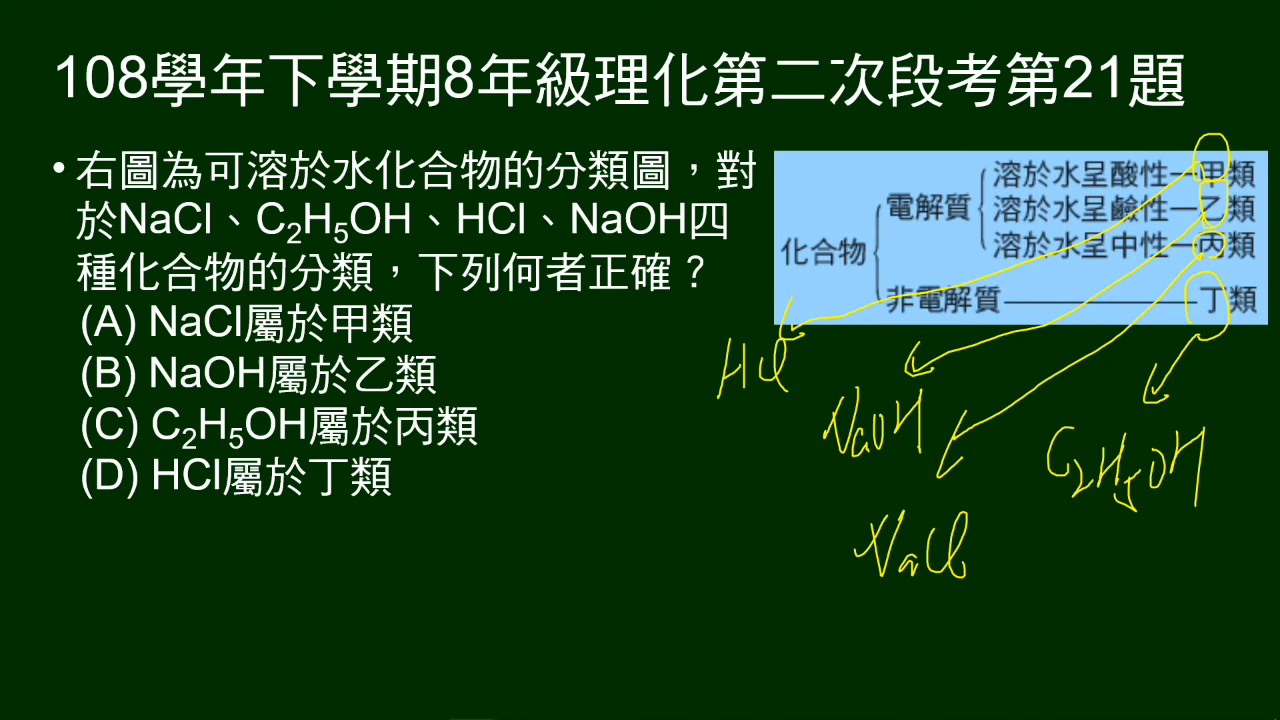 108學年下學期8年級理化第二次段考第21題
• 右圖為可溶於水化合物的分類圖，對
於NaCl、C₂H₅OH、HCl、NaOH四
種化合物的分類，下列何者正確？
(A) NaCl屬於甲類
(B) NaOH屬於乙類
(C) C₂H₅OH屬於丙類
(D) HCl屬於丁類
化合物
電解質
溶於水呈酸性—甲類
溶於水呈鹼性—乙類
溶於水呈中性—丙類
非電解質————丁類
HCl
NaOH
C₂H₅OH
NaCl